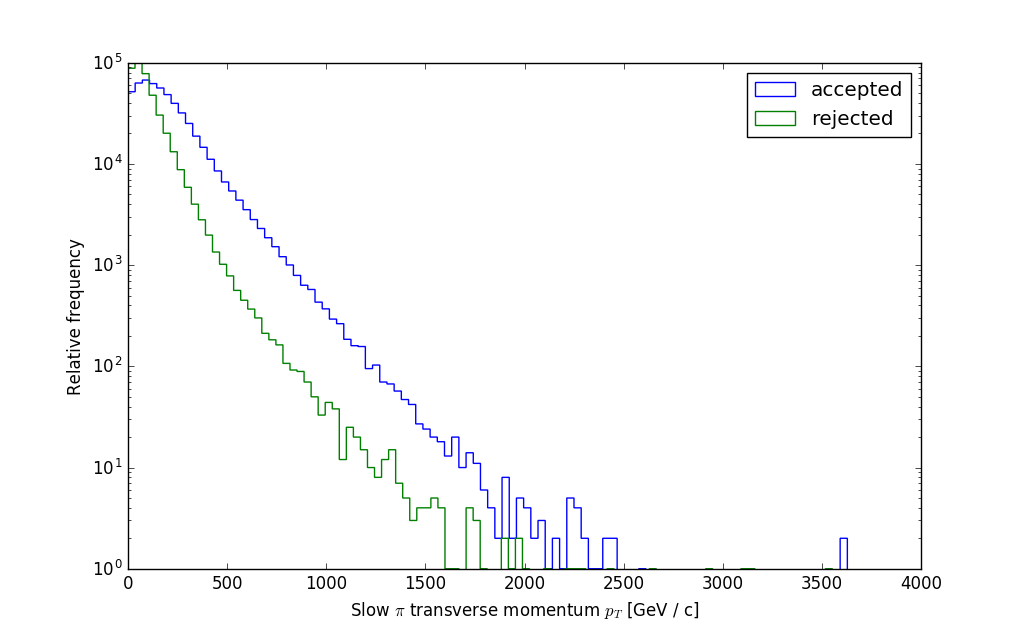 accepted
rejected
Relative frequency
10^5
10^4
10^3
10^2
10^1
10^0
0 500 1000 1500 2000 2500 3000 3500 4000
Slow π transverse momentum p_T [GeV / c]